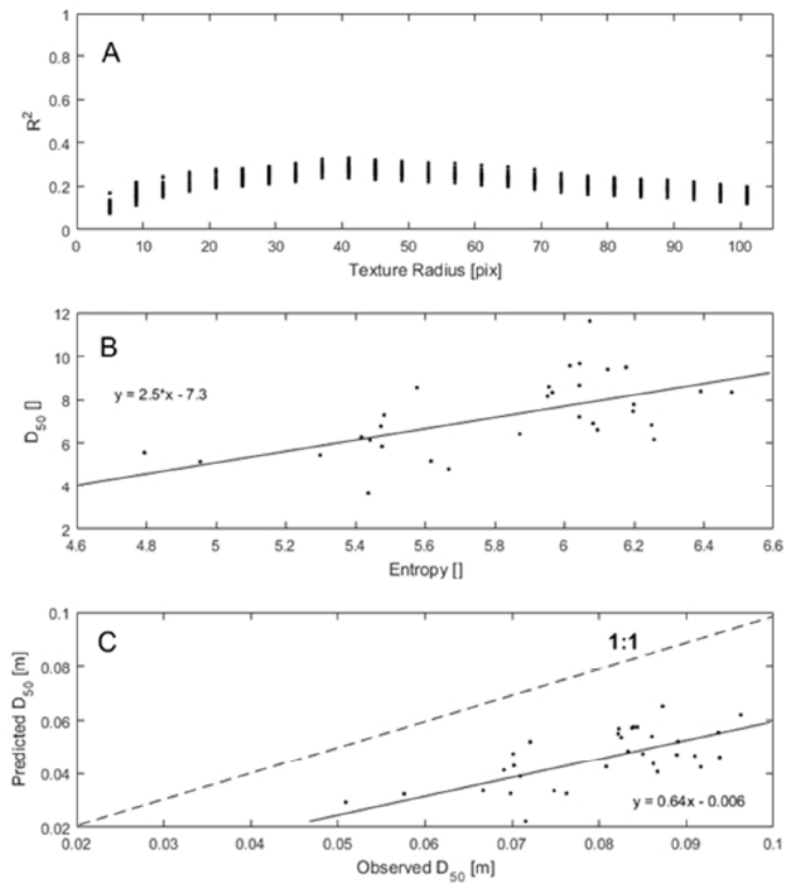 A
1
0.8
0.6
0.4
0.2
0
R²
0 10 20 30 40 50 60 70 80 90 100
Texture Radius [pix]
B
12
10
8
6
4
2
D₅₀ []
y = 2.5*x - 7.3
4.6 4.8 5 5.2 5.4 5.6 5.8 6 6.2 6.4 6.6
Entropy []
C
1:1
0.1
0.08
0.06
0.04
0.02
Predicted D₅₀ [m]
y = 0.64x - 0.006
0.02 0.03 0.04 0.05 0.06 0.07 0.08 0.09 0.1
Observed D₅₀ [m]